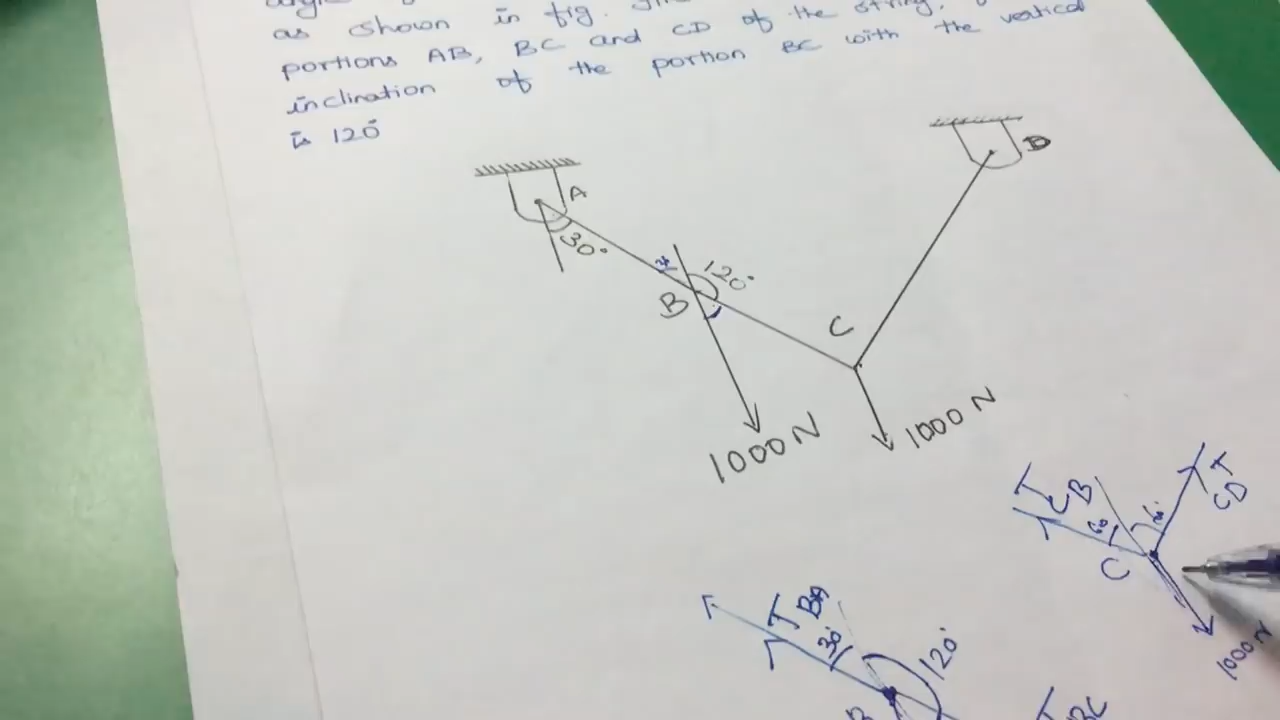 as shown in fig.
portions AB, BC and CD of the string,
inclination of the portion BC with the vertical
is 120°
D
A
30°
120°
B
C
1000 N
1000 N
T CD
T CB
60
C
1000 N
T BA
30°
120°
B
T BC